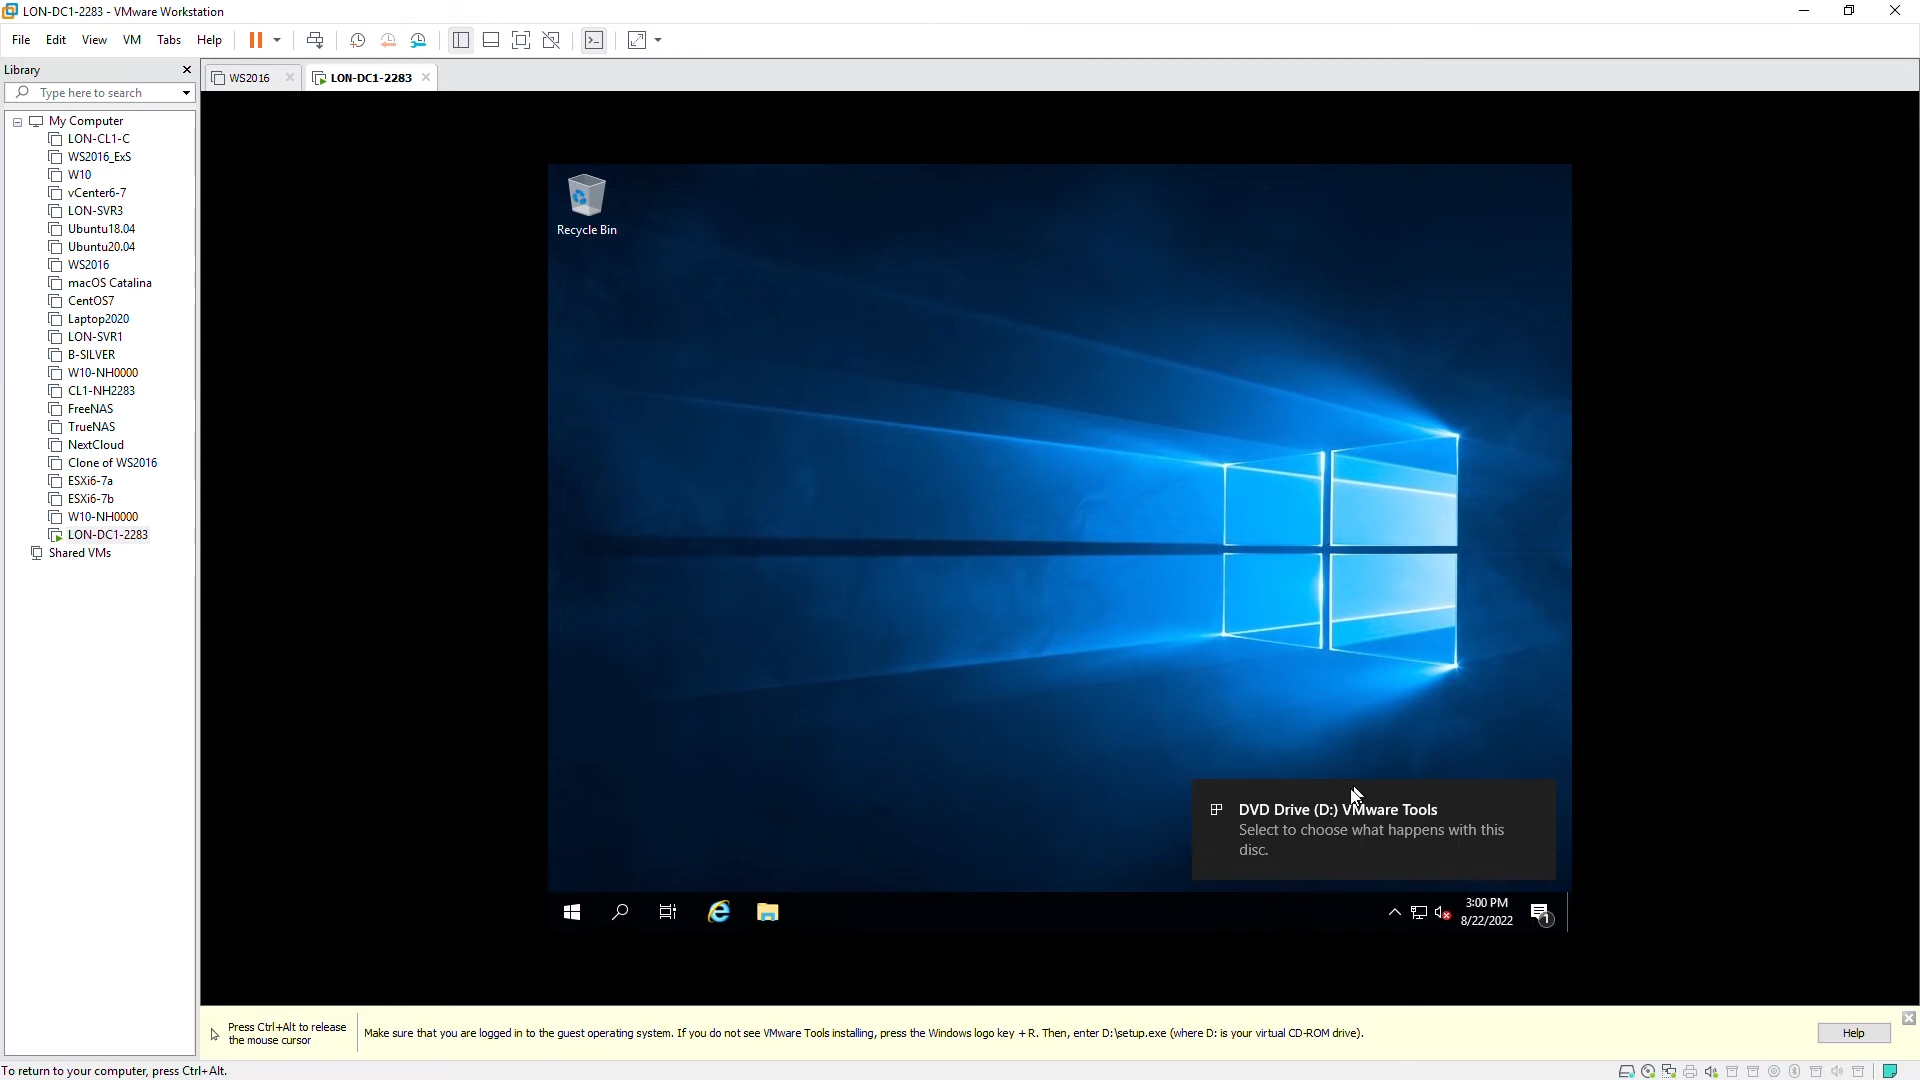 LON-DC1-2283 - VMware Workstation
File Edit View VM Tabs Help
Library
Type here to search
My Computer
LON-CL1-C
WS2016_ExS
W10
vCenter6-7
LON-SVR3
Ubuntu18.04
Ubuntu20.04
WS2016
macOS Catalina
CentOS7
Laptop2020
LON-SVR1
B-SILVER
W10-NH0000
CL1-NH2283
FreeNAS
TrueNAS
NextCloud
Clone of WS2016
ESXi6-7a
ESXi6-7b
W10-NH0000
LON-DC1-2283
Shared VMs
WS2016
LON-DC1-2283
Recycle Bin
DVD Drive (D:) VMware Tools
Select to choose what happens with this
disc.
3:00 PM
8/22/2022
1
Press Ctrl+Alt to release
the mouse cursor
Make sure that you are logged in to the guest operating system. If you do not see VMware Tools installing, press the Windows logo key + R. Then, enter D:\setup.exe (where D: is your virtual CD-ROM drive).
Help
To return to your computer, press Ctrl+Alt.